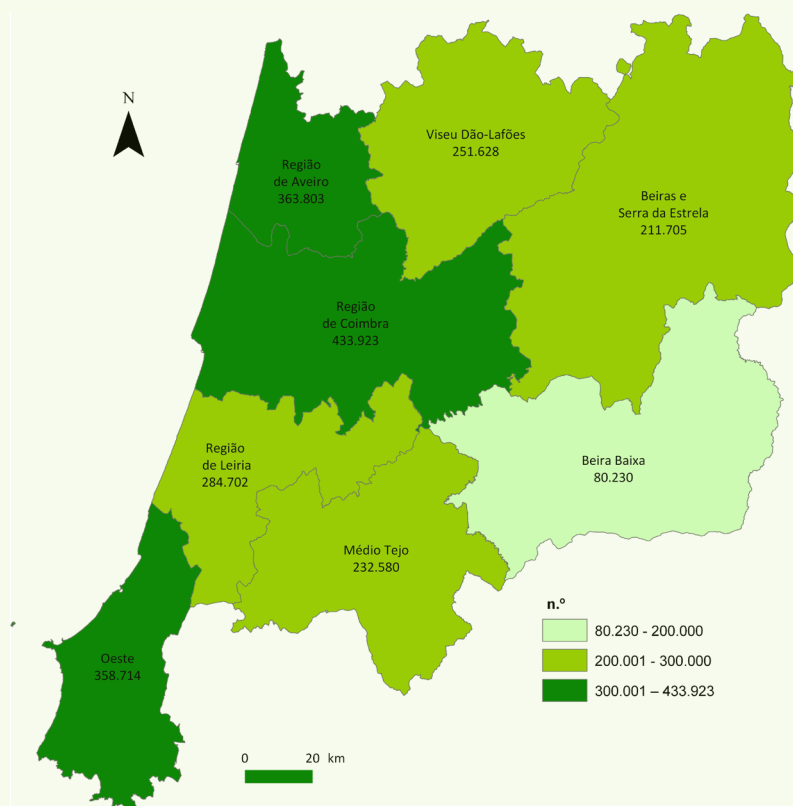 N
Viseu Dão-Lafões
251.628
Região
de Aveiro
363.803
Beiras e
Serra da Estrela
211.705
Região
de Coimbra
433.923
Região
de Leiria
284.702
Beira Baixa
80.230
Médio Tejo
232.580
Oeste
358.714
n.º
80.230 - 200.000
200.001 - 300.000
300.001 – 433.923
0 20 km